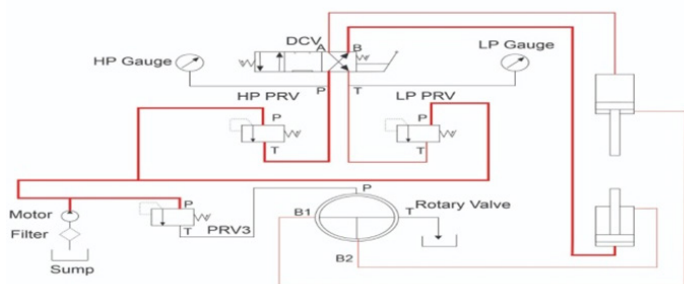 DCV A B
HP Gauge
LP Gauge
HP PRV P T LP PRV
P P
T T
P
Motor
P
B1 T Rotary Valve
Filter
T PRV3
B2
Sump